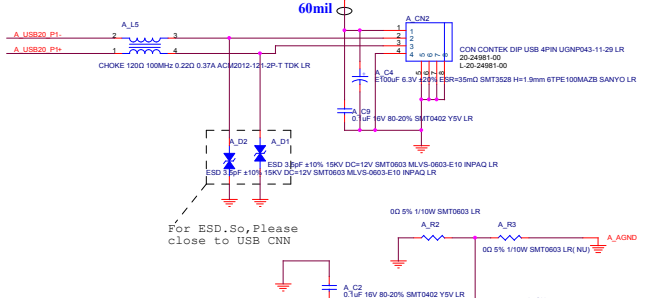 60mil
A_L5
A_CN2
A_USB20_P1-
2
3
1
2
3
4
A_USB20_P1+
1
4
5
6
7
8
CON CONTEK DIP USB 4PIN UGNP043-11-29 LR
20-24981-00
L-20-24981-00
CHOKE 120Ω 100MHz 0.22Ω 0.37A ACM2012-121-2P-T TDK LR
A_C4
E100uF 6.3V ±20% ESR=35mΩ SMT3528 H=1.9mm 6TPE100MAZB SANYO LR
A_C9
0.1uF 16V 80-20% SMT0402 Y5V LR
A_D2
A_D1
ESD 3.5pF ±10% 15KV DC=12V SMT0603 MLVS-0603-E10 INPAQ LR
ESD 3.5pF ±10% 15KV DC=12V SMT0603 MLVS-0603-E10 INPAQ LR
For ESD.So,Please
close to USB CNN
0Ω 5% 1/10W SMT0603 LR
A_R2
A_R3
A_AGND
0Ω 5% 1/10W SMT0603 LR( NU)
A_C2
0.1uF 16V 80-20% SMT0402 Y5V LR